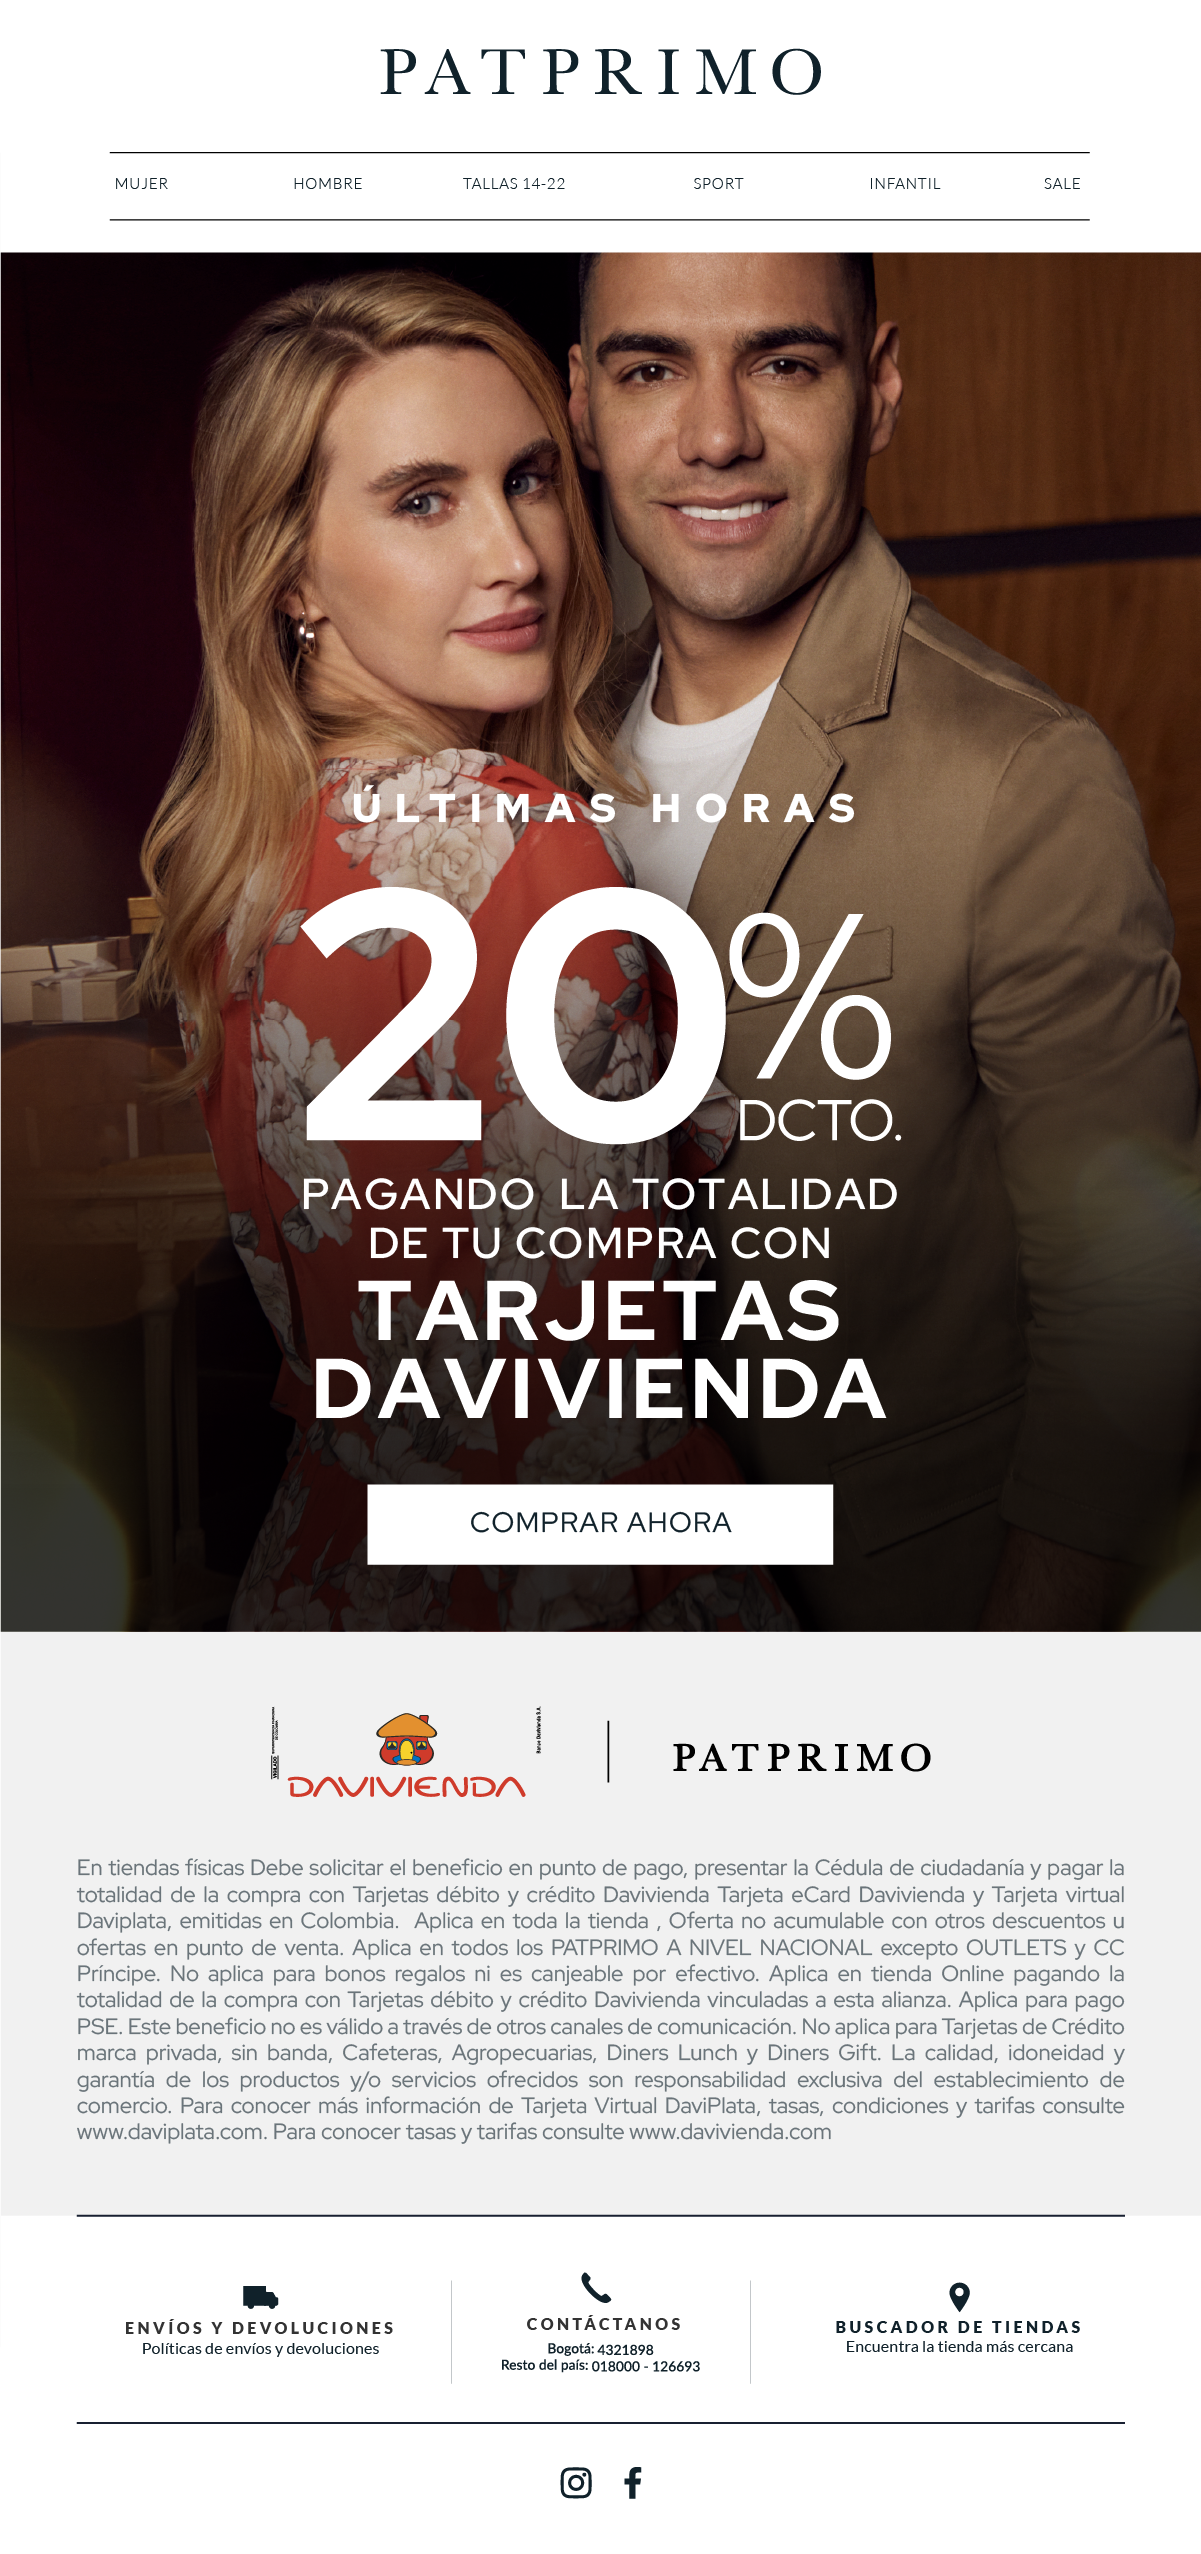 PATPRIMO
MUJER HOMBRE TALLAS 14-22 SPORT INFANTIL SALE
ÚLTIMAS HORAS
20%
DCTO.
PAGANDO LA TOTALIDAD
DE TU COMPRA CON
TARJETAS
DAVIVIENDA
COMPRAR AHORA
VIGILADO
DAVIVIENDA
Banco Davivienda S.A.
PATPRIMO
En tiendas físicas Debe solicitar el beneficio en punto de pago, presentar la Cédula de ciudadanía y pagar la
totalidad de la compra con Tarjetas débito y crédito Davivienda Tarjeta eCard Davivienda y Tarjeta virtual
Daviplata, emitidas en Colombia. Aplica en toda la tienda , Oferta no acumulable con otros descuentos u
ofertas en punto de venta. Aplica en todos los PATPRIMO A NIVEL NACIONAL excepto OUTLETS y CC
Príncipe. No aplica para bonos regalos ni es canjeable por efectivo. Aplica en tienda Online pagando la
totalidad de la compra con Tarjetas débito y crédito Davivienda vinculadas a esta alianza. Aplica para pago
PSE. Este beneficio no es válido a través de otros canales de comunicación. No aplica para Tarjetas de Crédito
marca privada, sin banda, Cafeteras, Agropecuarias, Diners Lunch y Diners Gift. La calidad, idoneidad y
garantía de los productos y/o servicios ofrecidos son responsabilidad exclusiva del establecimiento de
comercio. Para conocer más información de Tarjeta Virtual DaviPlata, tasas, condiciones y tarifas consulte
www.daviplata.com. Para conocer tasas y tarifas consulte www.davivienda.com
ENVÍOS Y DEVOLUCIONES
Políticas de envíos y devoluciones
CONTÁCTANOS
Bogotá: 4321898
Resto del país: 018000 - 126693
BUSCADOR DE TIENDAS
Encuentra la tienda más cercana